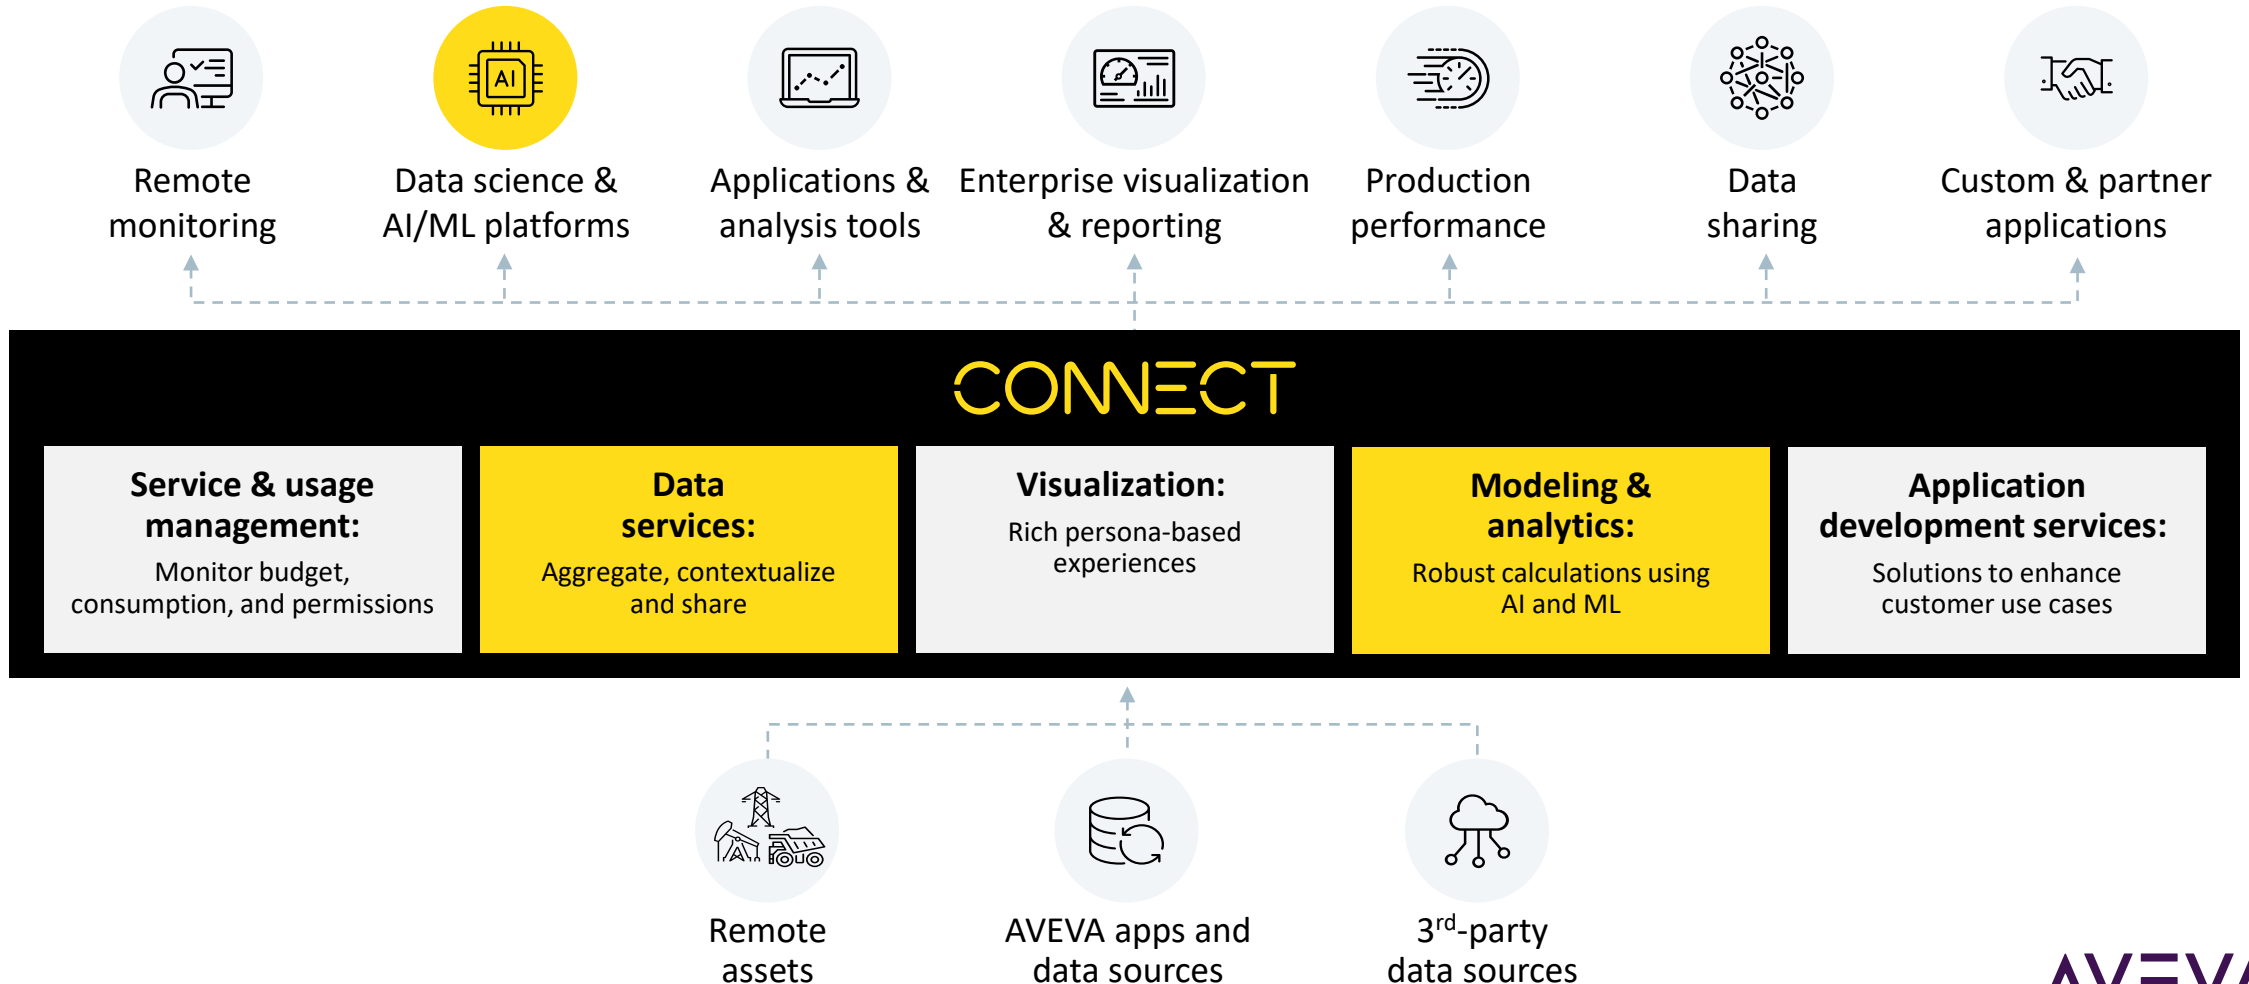 AI
Remote
monitoring
Data science &
AI/ML platforms
Applications &
analysis tools
Enterprise visualization
& reporting
Production
performance
Data
sharing
Custom & partner
applications
CONNECT
Service & usage
management:
Monitor budget,
consumption, and permissions
Data
services:
Aggregate, contextualize
and share
Visualization:
Rich persona-based
experiences
Modeling &
analytics:
Robust calculations using
AI and ML
Application
development services:
Solutions to enhance
customer use cases
Remote
assets
AVEVA apps and
data sources
3rd-party
data sources
AVEVA